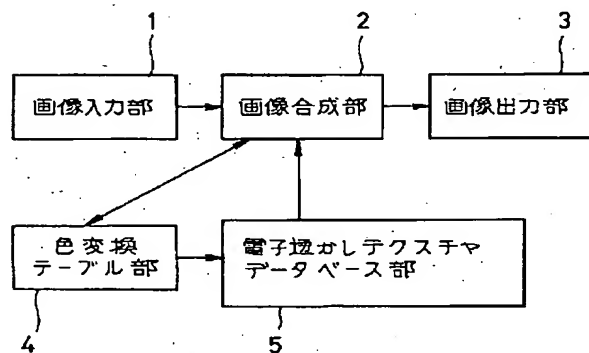 1
2
3
画像入力部
画像合成部
画像出力部
色変換
テーブル部
電子透かしテクスチャ
データベース部
4
5